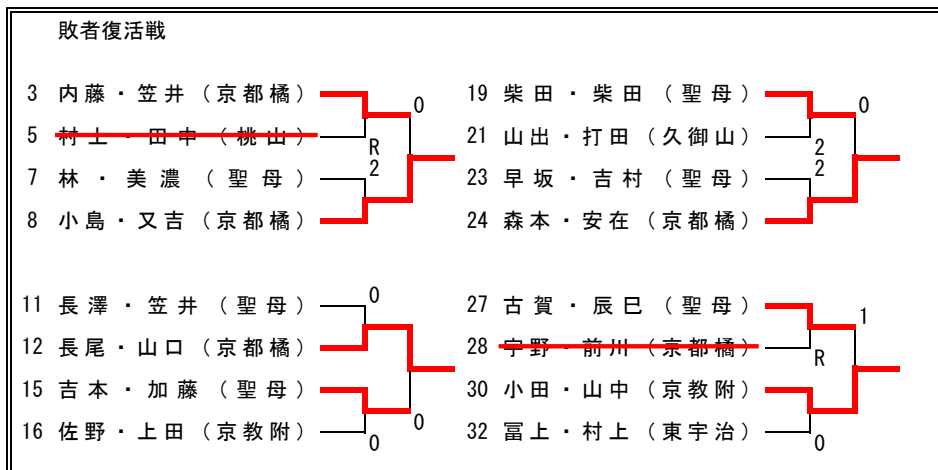 敗者復活戦
3 内藤・笠井（京都橘）
0
5 村上・田中（桃山）
R
2
7 林・美濃（聖母）
8 小島・又吉（京都橘）
19 柴田・柴田（聖母）
0
21 山出・打田（久御山）
2
2
23 早坂・吉村（聖母）
24 森本・安在（京都橘）
11 長澤・笠井（聖母）
0
12 長尾・山口（京都橘）
15 吉本・加藤（聖母）
0
16 佐野・上田（京教附）
0
27 古賀・辰巳（聖母）
1
28 宇野・前川（京都橘）
R
30 小田・山中（京教附）
32 冨上・村上（東宇治）
0